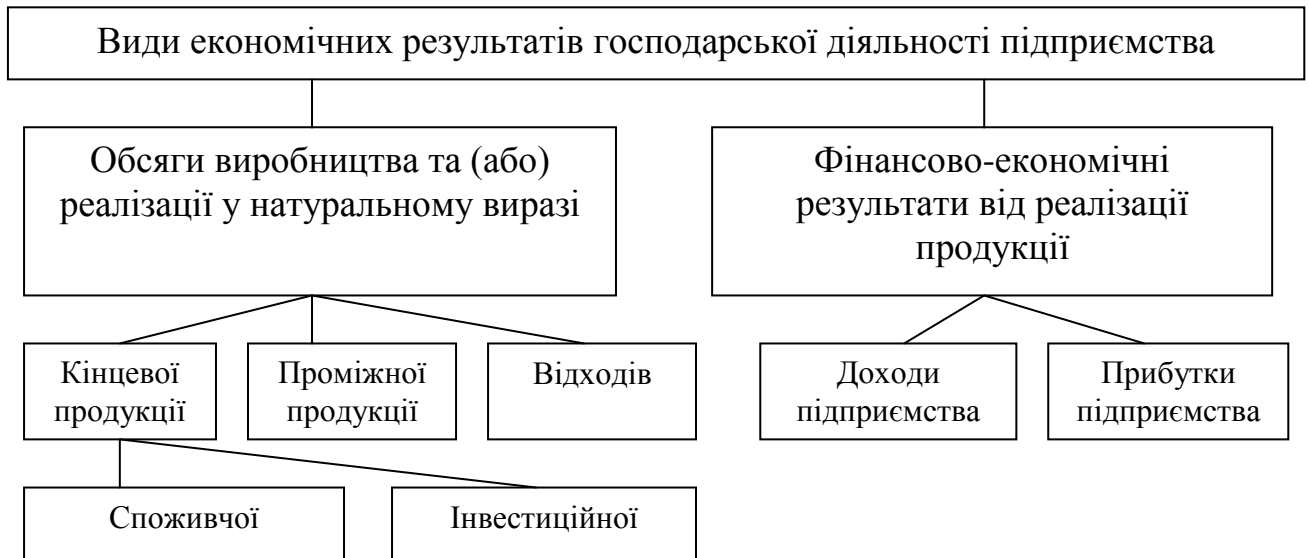 Види економічних результатів господарської діяльності підприємства
Обсяги виробництва та (або)
реалізації у натуральному виразі
Фінансово-економічні
результати від реалізації
продукції
Кінцевої
продукції
Проміжної
продукції
Відходів
Доходи
підприємства
Прибутки
підприємства
Споживчої
Інвестиційної